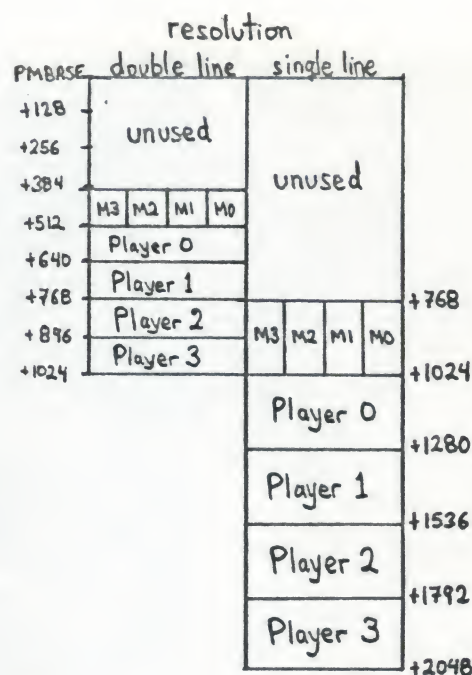 resolution
PMBASE double line single line
+128
unused
+256
+384
unused
M3 M2 M1 M0
+512
Player 0
+640
Player 1
+768 +768
Player 2
+896
M3 M2 M1 M0
Player 3
+1024 +1024
Player 0
+1280
Player 1
+1536
Player 2
+1792
Player 3
+2048